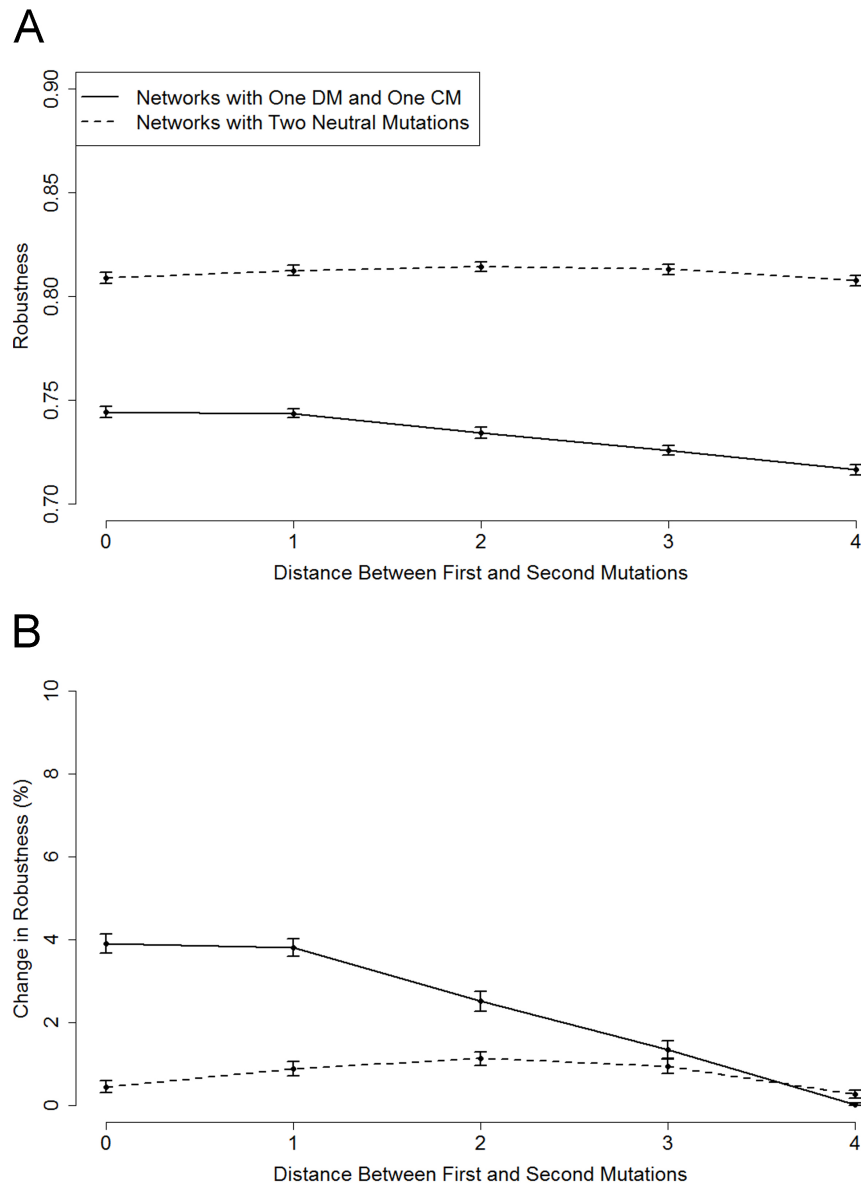 A
Networks with One DM and One CM
Networks with Two Neutral Mutations
Robustness
0.90
0.85
0.80
0.75
0.70
0 1 2 3 4
Distance Between First and Second Mutations
B
Change in Robustness (%)
10
8
6
4
2
0
0 1 2 3 4
Distance Between First and Second Mutations